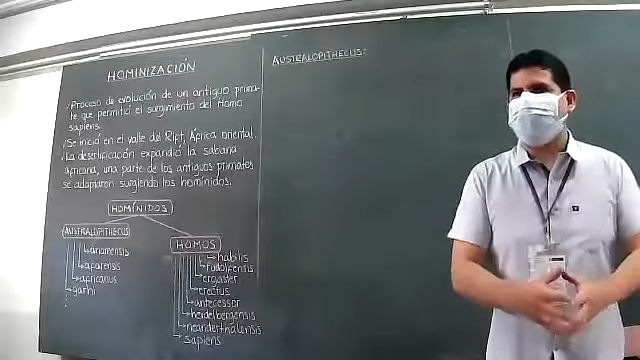 HOMINIZACIÓN
✓Proceso de evolución de un antiguo prima-
te que permitió el surgimiento del Homo
sapiens.
✓Se inició en el valle del Rift, África oriental.
✓La desertificación expandió la sabana
africana, una parte de los antiguos primates
se adaptaron surgiendo los homínidos.
HOMÍNIDOS
AUSTRALOPITHECUS
anamensis
afarensis
africanus
garhi
HOMOS
habilis
rudolfensis
ergaster
erectus
antecessor
heidelbergensis
neanderthalensis
sapiens
AUSTRALOPITHECUS: